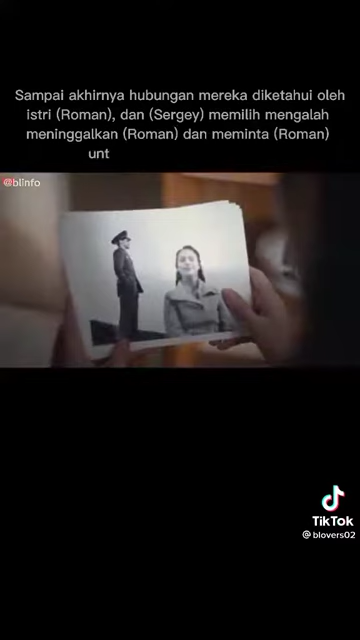 Sampai akhirnya hubungan mereka diketahui oleh
istri (Roman), dan (Sergey) memilih mengalah
meninggalkan (Roman) dan meminta (Roman)
unt
@blinfo
TikTok
@blovers02